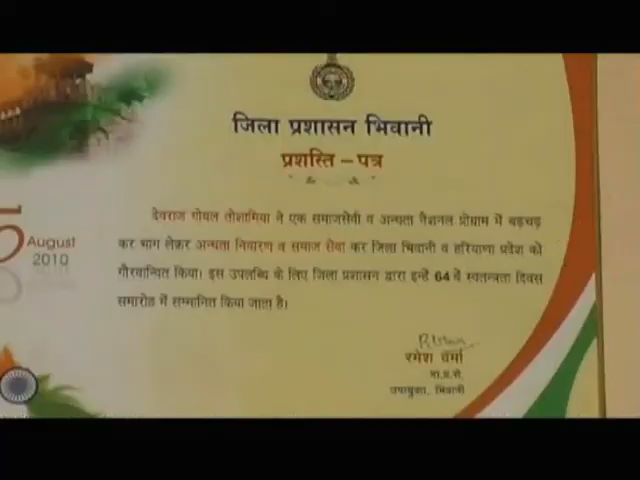 जिला प्रशासन भिवानी
प्रशस्ति – पत्र
देवराज गोयल तोशामिया ने एक समाजसेवी व अन्धता नैशनल प्रोग्राम में बढ़चढ़
कर भाग लेकर अन्धता निवारण व समाज सेवा कर जिला भिवानी व हरियाणा प्रदेश को
गौरवान्वित किया। इस उपलब्धि के लिए जिला प्रशासन द्वारा इन्हें 64 वें स्वतन्त्रता दिवस
समारोह में सम्मानित किया जाता है।
5
August
2010
रमेश वर्मा
भा.प्र.से.
उपायुक्त, भिवानी